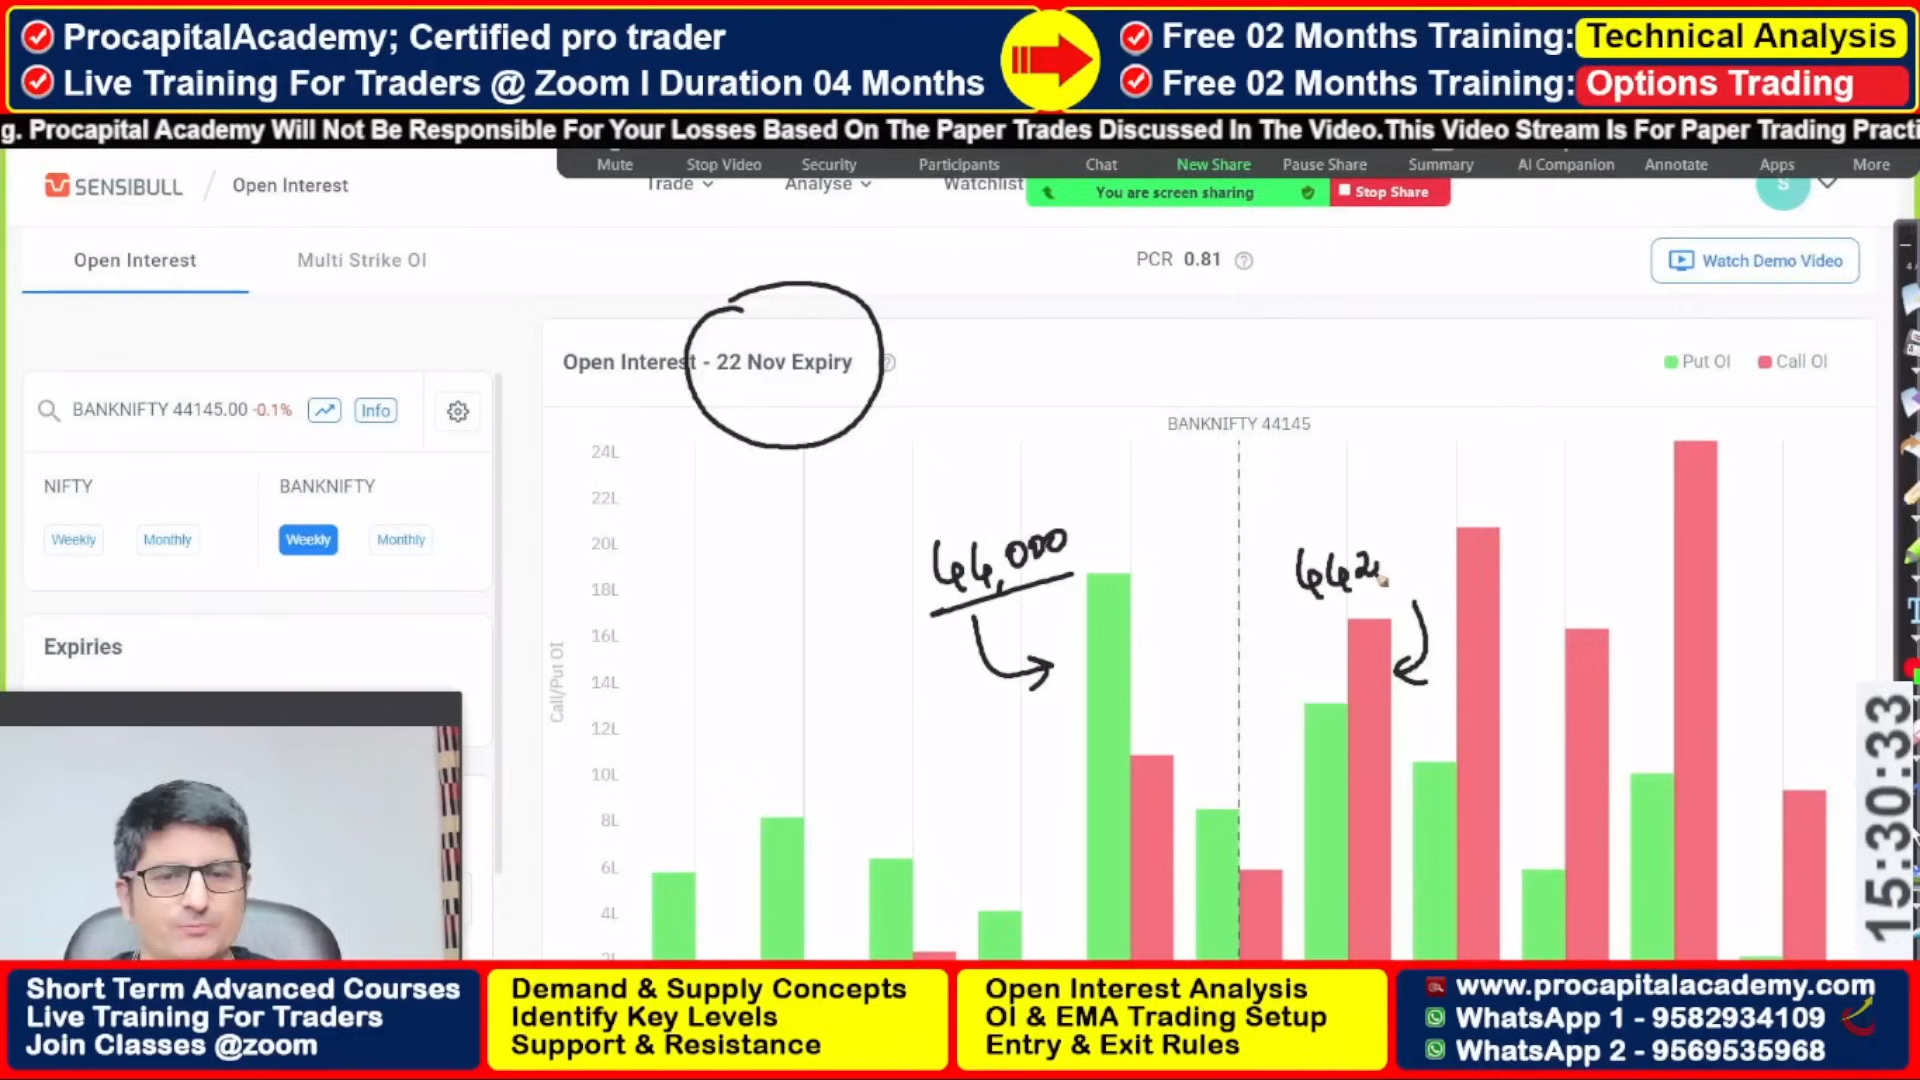 ProcapitalAcademy; Certified pro trader
Live Training For Traders @ Zoom I Duration 04 Months
Free 02 Months Training: Technical Analysis
Free 02 Months Training: Options Trading
g. Procapital Academy Will Not Be Responsible For Your Losses Based On The Paper Trades Discussed In The Video.This Video Stream Is For Paper Trading Practi
Mute Stop Video Security Participants Chat New Share Pause Share Summary AI Companion Annotate Apps More
SENSIBULL / Open Interest Trade Analyse Watchlist
You are screen sharing Stop Share
S
Open Interest Multi Strike OI PCR 0.81 Watch Demo Video
Open Interest - 22 Nov Expiry Put OI Call OI
BANKNIFTY 44145.00 -0.1% Info
BANKNIFTY 44145
NIFTY BANKNIFTY
Weekly Monthly Weekly Monthly
Expiries
24L
22L
20L
18L
16L
14L
12L
10L
8L
6L
4L
Call/Put OI
44,000
442
15:30:33
Short Term Advanced Courses
Live Training For Traders
Join Classes @zoom
Demand & Supply Concepts
Identify Key Levels
Support & Resistance
Open Interest Analysis
OI & EMA Trading Setup
Entry & Exit Rules
www.procapitalacademy.com
WhatsApp 1 - 9582934109
WhatsApp 2 - 9569535968